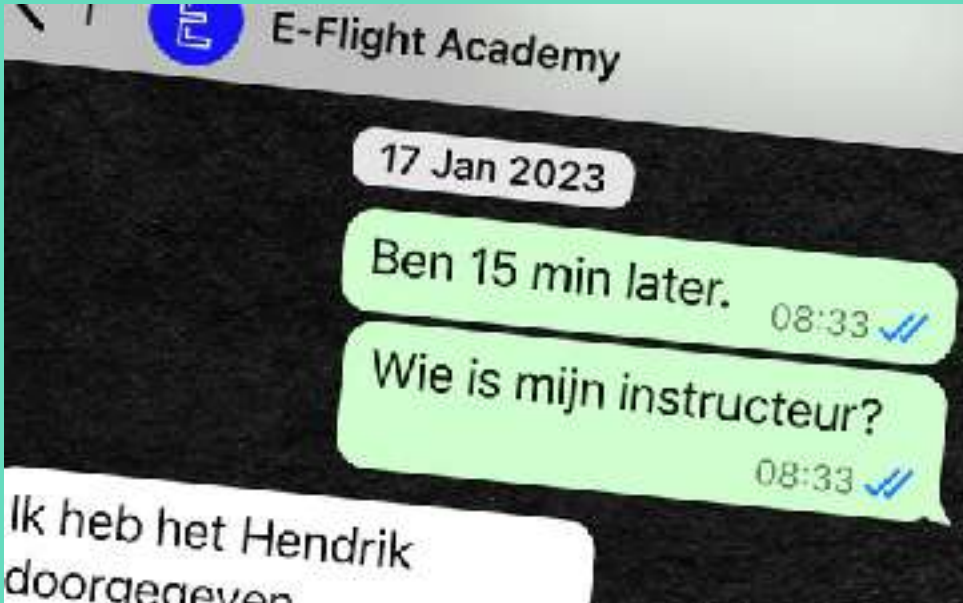 E-Flight Academy
17 Jan 2023
Ben 15 min later.
08:33
Wie is mijn instructeur?
08:33
Ik heb het Hendrik
doorgegeven